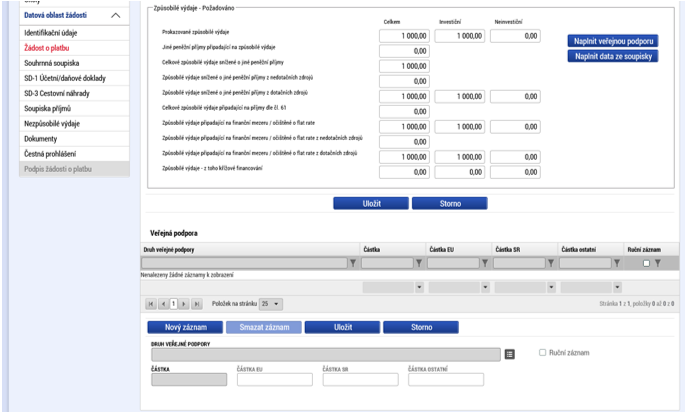 Datová oblast žádosti
Identifikační údaje
Žádost o platbu
Souhrnná soupiska
SD-1 Účetní/daňové doklady
SD-3 Cestovní náhrady
Soupiska příjmů
Nezpůsobilé výdaje
Dokumenty
Čestná prohlášení
Podpis žádosti o platbu
Způsobilé výdaje - Požadováno
Celkem Investiční Neinvestiční
Prokazované způsobilé výdaje 1 000,00 1 000,00 0,00
Jiné peněžní příjmy připadající na způsobilé výdaje 0,00
Celkové způsobilé výdaje snížené o jiné peněžní příjmy 1 000,00
Způsobilé výdaje snížené o jiné peněžní příjmy z nedotačních zdrojů 0,00
Způsobilé výdaje snížené o jiné peněžní příjmy z dotačních zdrojů 1 000,00 1 000,00 0,00
Celkové způsobilé výdaje připadající na příjmy dle čl. 61 0,00
Způsobilé výdaje připadající na finanční mezeru / očištěné o flat rate 1 000,00 1 000,00 0,00
Způsobilé výdaje připadající na finanční mezeru / očištěné o flat rate z nedotačních zdrojů 0,00
Způsobilé výdaje připadající na finanční mezeru / očištěné o flat rate z dotačních zdrojů 1 000,00 1 000,00 0,00
Způsobilé výdaje - z toho křížové financování 0,00 0,00 0,00
Naplnit veřejnou podporu
Naplnit data ze soupisky
Uložit Storno
Veřejná podpora
Druh veřejné podpory Částka Částka EU Částka SR Částka ostatní Ruční záznam
Nenalezeny žádné záznamy k zobrazení
1 Položek na stránku 25 Stránka 1 z 1, položky 0 až 0 z 0
Nový záznam Smazat záznam Uložit Storno
DRUH VEŘEJNÉ PODPORY
Ruční záznam
ČÁSTKA ČÁSTKA EU ČÁSTKA SR ČÁSTKA OSTATNÍ